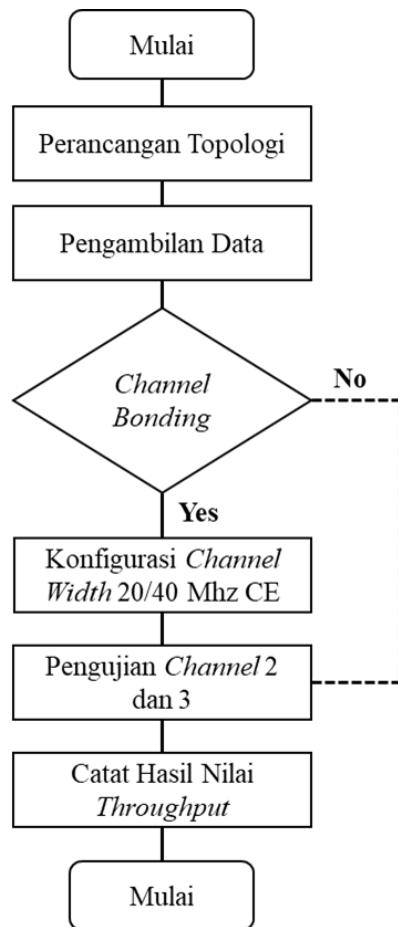 Mulai
Perancangan Topologi
Pengambilan Data
Channel
Bonding
No
Yes
Konfigurasi Channel
Width 20/40 Mhz CE
Pengujian Channel 2
dan 3
Catat Hasil Nilai
Throughput
Mulai